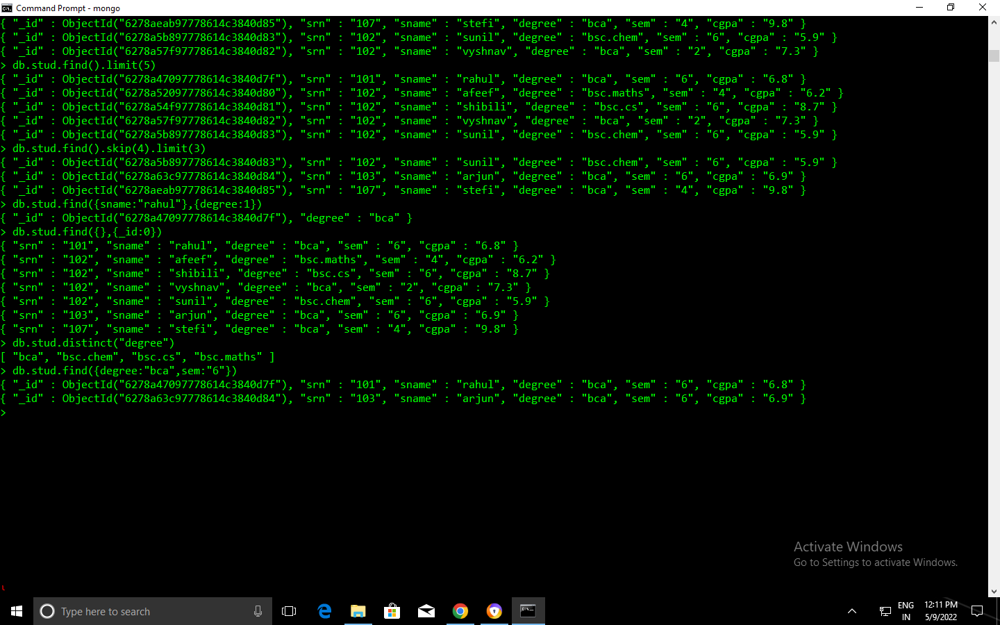 Command Prompt - mongo
{ "_id" : ObjectId("6278aeab97778614c3840d85"), "srn" : "107", "sname" : "stefi", "degree" : "bca", "sem" : "4", "cgpa" : "9.8" }
{ "_id" : ObjectId("6278a5b897778614c3840d83"), "srn" : "102", "sname" : "sunil", "degree" : "bsc.chem", "sem" : "6", "cgpa" : "5.9" }
{ "_id" : ObjectId("6278a57f97778614c3840d82"), "srn" : "102", "sname" : "vyshnav", "degree" : "bca", "sem" : "2", "cgpa" : "7.3" }
> db.stud.find().limit(5)
{ "_id" : ObjectId("6278a47097778614c3840d7f"), "srn" : "101", "sname" : "rahul", "degree" : "bca", "sem" : "6", "cgpa" : "6.8" }
{ "_id" : ObjectId("6278a52097778614c3840d80"), "srn" : "102", "sname" : "afeef", "degree" : "bsc.maths", "sem" : "4", "cgpa" : "6.2" }
{ "_id" : ObjectId("6278a54f97778614c3840d81"), "srn" : "102", "sname" : "shibili", "degree" : "bsc.cs", "sem" : "6", "cgpa" : "8.7" }
{ "_id" : ObjectId("6278a57f97778614c3840d82"), "srn" : "102", "sname" : "vyshnav", "degree" : "bca", "sem" : "2", "cgpa" : "7.3" }
{ "_id" : ObjectId("6278a5b897778614c3840d83"), "srn" : "102", "sname" : "sunil", "degree" : "bsc.chem", "sem" : "6", "cgpa" : "5.9" }
> db.stud.find().skip(4).limit(3)
{ "_id" : ObjectId("6278a5b897778614c3840d83"), "srn" : "102", "sname" : "sunil", "degree" : "bsc.chem", "sem" : "6", "cgpa" : "5.9" }
{ "_id" : ObjectId("6278a63c97778614c3840d84"), "srn" : "103", "sname" : "arjun", "degree" : "bca", "sem" : "6", "cgpa" : "6.9" }
{ "_id" : ObjectId("6278aeab97778614c3840d85"), "srn" : "107", "sname" : "stefi", "degree" : "bca", "sem" : "4", "cgpa" : "9.8" }
> db.stud.find({sname:"rahul"},{degree:1})
{ "_id" : ObjectId("6278a47097778614c3840d7f"), "degree" : "bca" }
> db.stud.find({},{_id:0})
{ "srn" : "101", "sname" : "rahul", "degree" : "bca", "sem" : "6", "cgpa" : "6.8" }
{ "srn" : "102", "sname" : "afeef", "degree" : "bsc.maths", "sem" : "4", "cgpa" : "6.2" }
{ "srn" : "102", "sname" : "shibili", "degree" : "bsc.cs", "sem" : "6", "cgpa" : "8.7" }
{ "srn" : "102", "sname" : "vyshnav", "degree" : "bca", "sem" : "2", "cgpa" : "7.3" }
{ "srn" : "102", "sname" : "sunil", "degree" : "bsc.chem", "sem" : "6", "cgpa" : "5.9" }
{ "srn" : "103", "sname" : "arjun", "degree" : "bca", "sem" : "6", "cgpa" : "6.9" }
{ "srn" : "107", "sname" : "stefi", "degree" : "bca", "sem" : "4", "cgpa" : "9.8" }
> db.stud.distinct("degree")
[ "bca", "bsc.chem", "bsc.cs", "bsc.maths" ]
> db.stud.find({degree:"bca",sem:"6"})
{ "_id" : ObjectId("6278a47097778614c3840d7f"), "srn" : "101", "sname" : "rahul", "degree" : "bca", "sem" : "6", "cgpa" : "6.8" }
{ "_id" : ObjectId("6278a63c97778614c3840d84"), "srn" : "103", "sname" : "arjun", "degree" : "bca", "sem" : "6", "cgpa" : "6.9" }
>
Activate Windows
Go to Settings to activate Windows.
Type here to search
ENG
IN
12:11 PM
5/9/2022